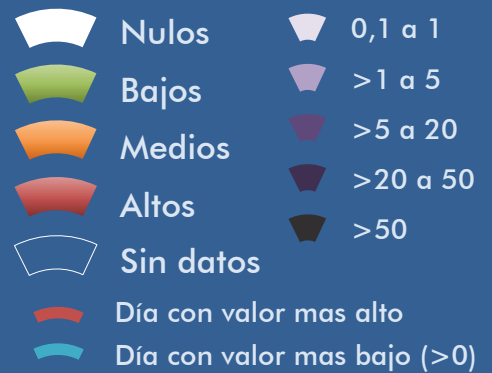 Nulos
Bajos
Medios
Altos
Sin datos
0,1 a 1
>1 a 5
>5 a 20
>20 a 50
>50
Día con valor mas alto
Día con valor mas bajo (>0)